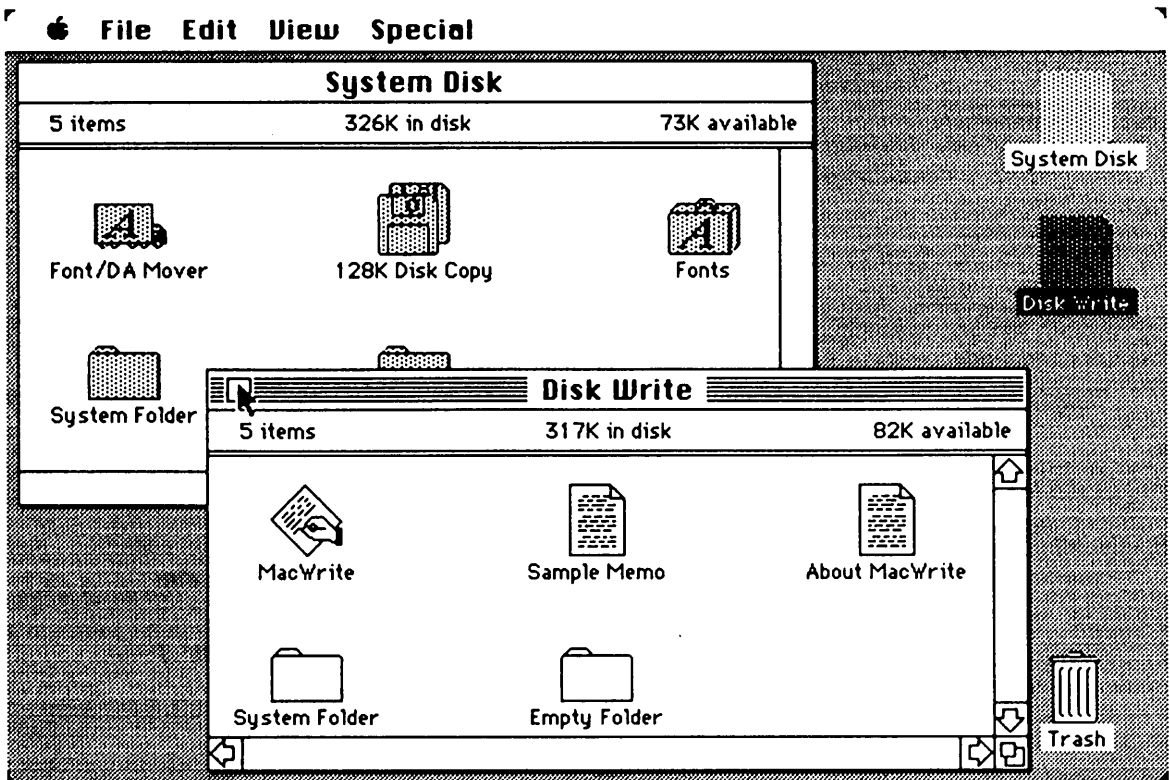 File Edit View Special
System Disk
5 items 326K in disk 73K available
Font/DA Mover 128K Disk Copy Fonts
System Folder
System Disk
Disk Write
Disk Write
5 items 317K in disk 82K available
MacWrite Sample Memo About MacWrite
System Folder Empty Folder
Trash